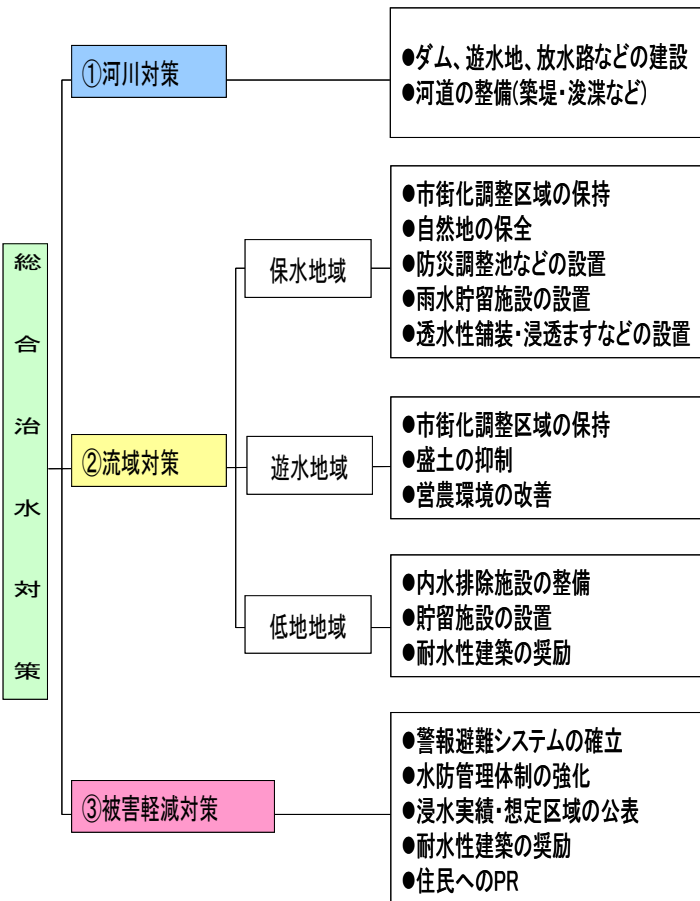 総合治水対策
①河川対策
●ダム、遊水地、放水路などの建設
●河道の整備(築堤・浚渫など)
②流域対策
保水地域
●市街化調整区域の保持
●自然地の保全
●防災調整池などの設置
●雨水貯留施設の設置
●透水性舗装・浸透ますなどの設置
遊水地域
●市街化調整区域の保持
●盛土の抑制
●営農環境の改善
低地地域
●内水排除施設の整備
●貯留施設の設置
●耐水性建築の奨励
③被害軽減対策
●警報避難システムの確立
●水防管理体制の強化
●浸水実績・想定区域の公表
●耐水性建築の奨励
●住民へのPR